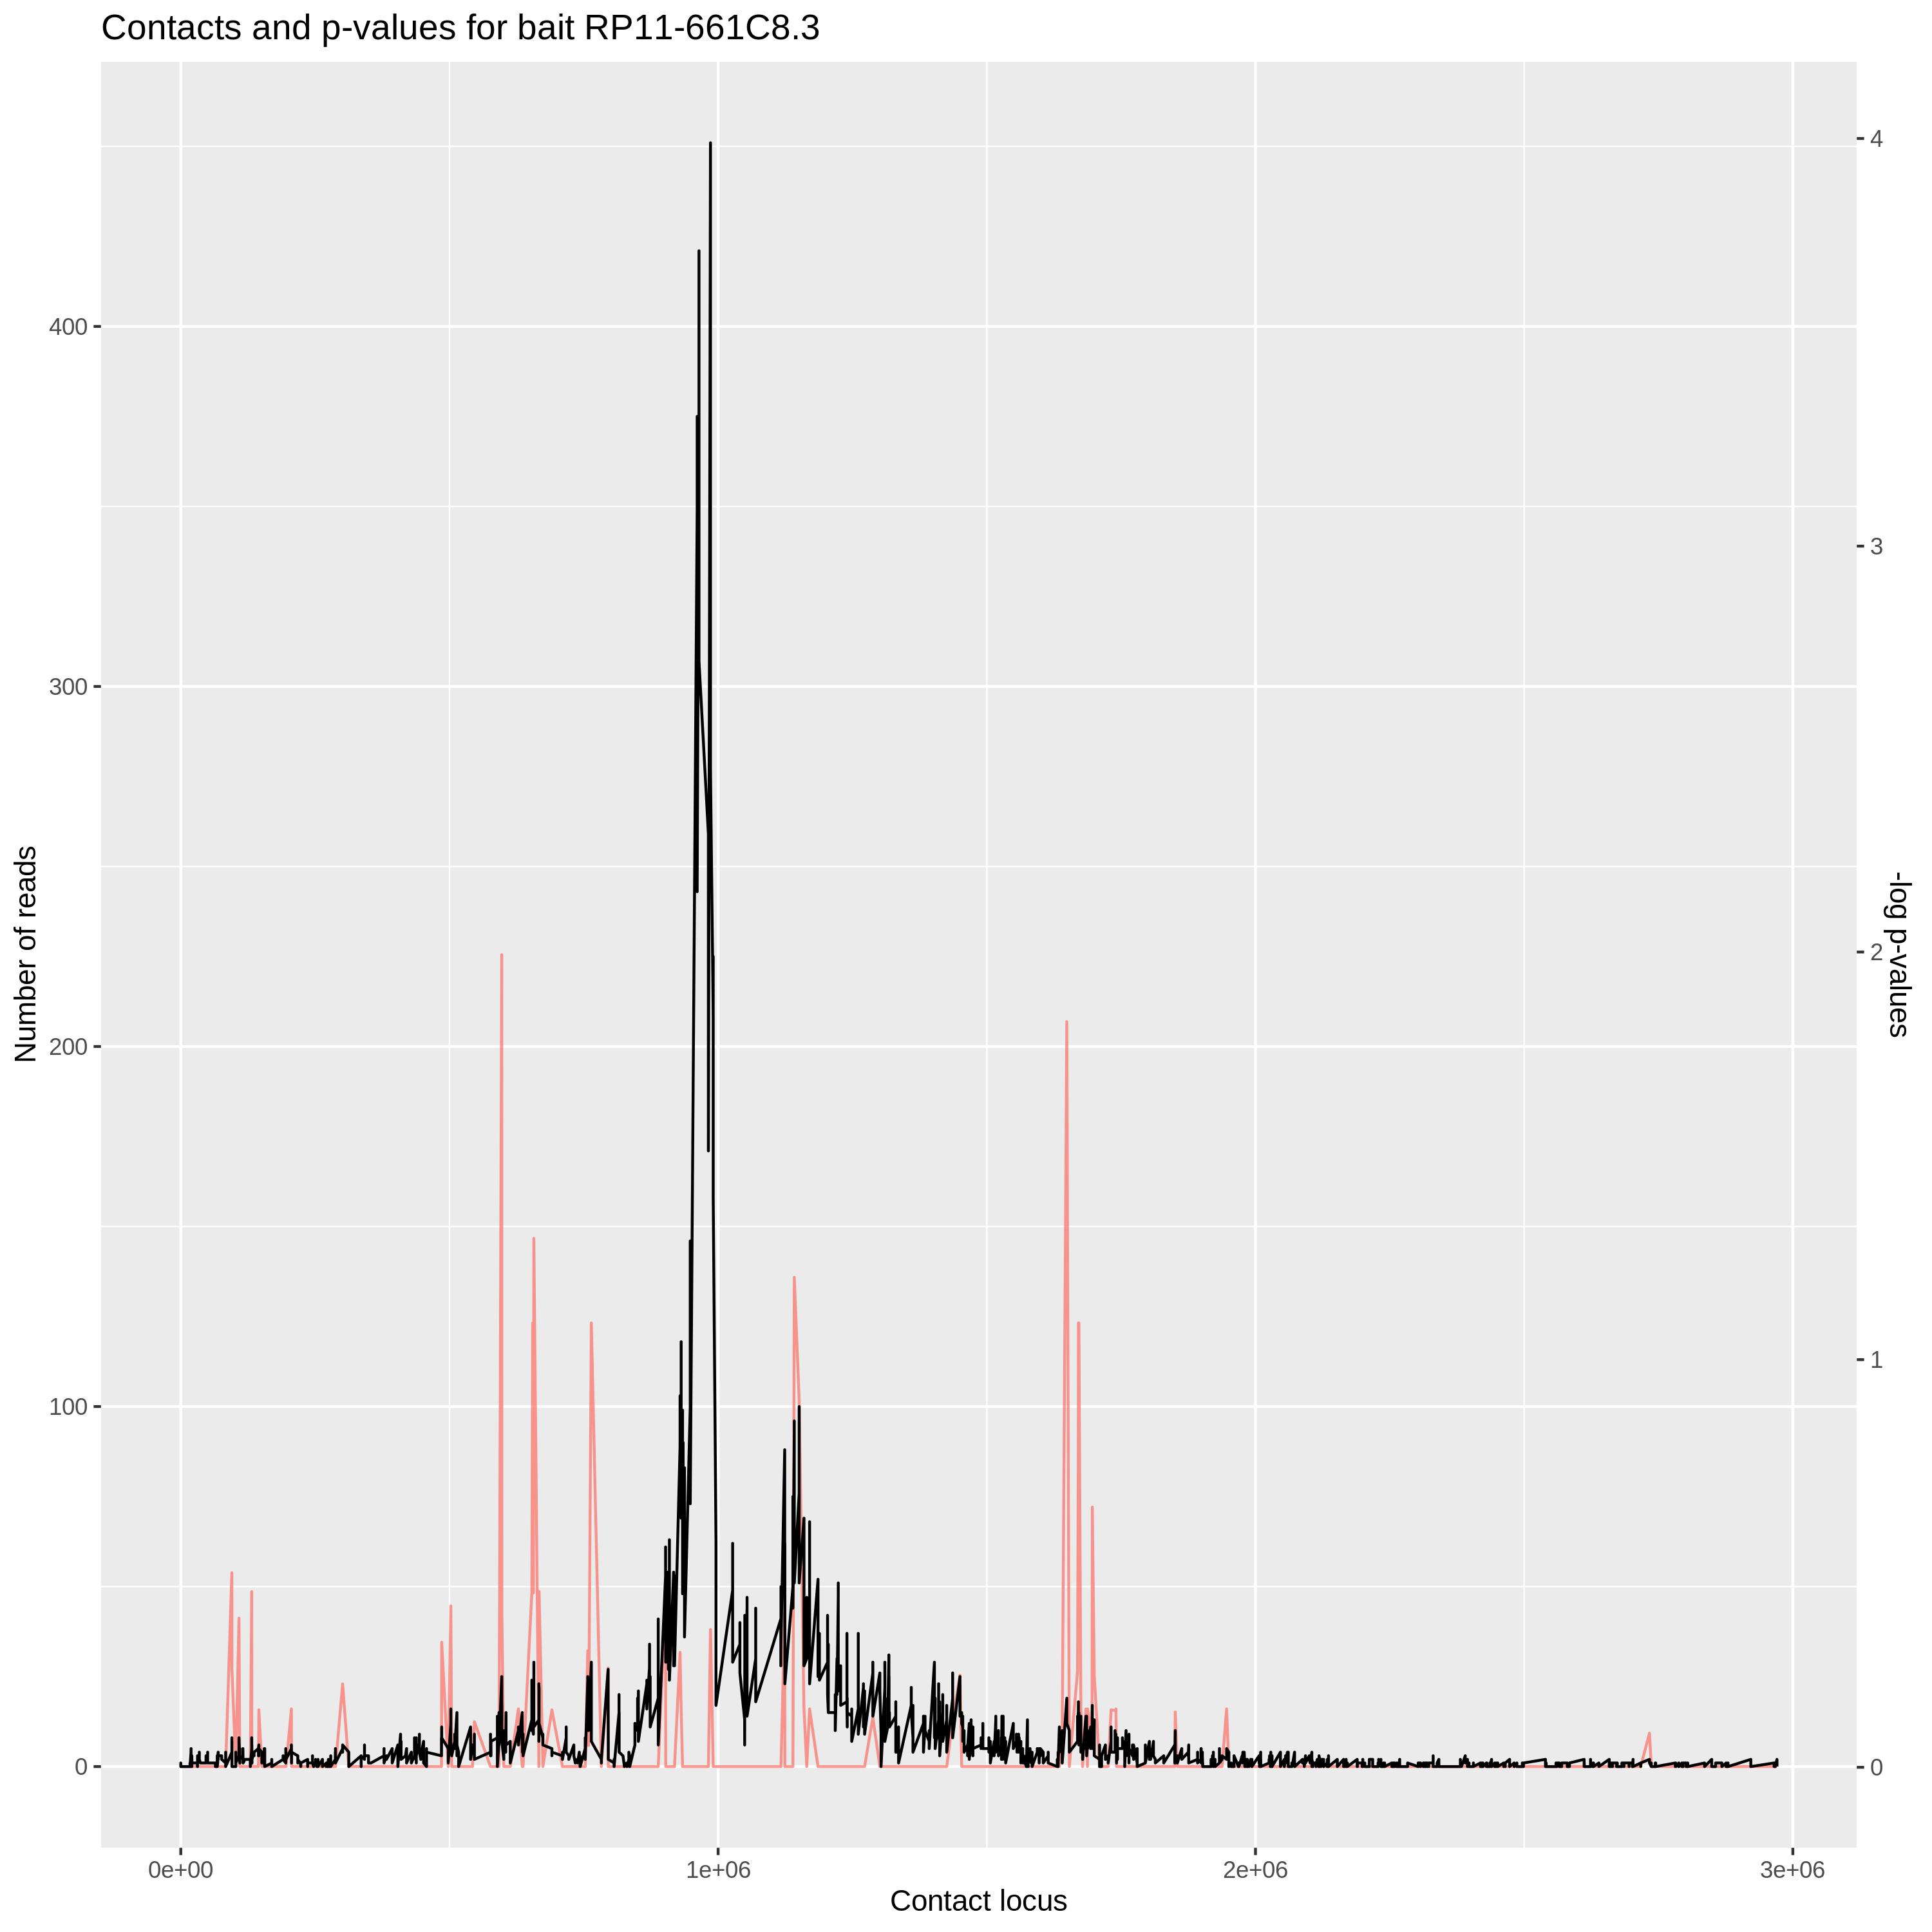 Contacts and p-values for bait RP11-661C8.3
Number of reads
400
300
200
100
0
4
3
2
1
0
-log p-values
0e+00
1e+06
2e+06
3e+06
Contact locus